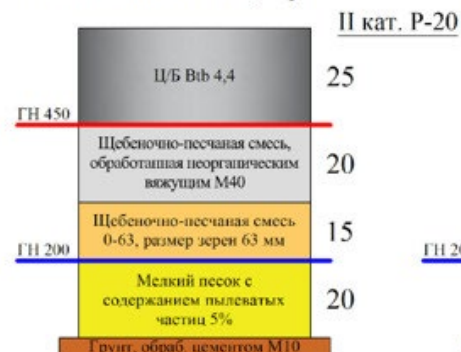 II кат. Р-20
Ц/Б Btb 4,4
25
ГН 450
Щебеночно-песчаная смесь,
обработанная неорганическим
вяжущим М40
20
Щебеночно-песчаная смесь
0-63, размер зерен 63 мм
15
ГН 200
Мелкий песок с
содержанием пылеватых
частиц 5%
20
Грунт, обраб. цементом М10